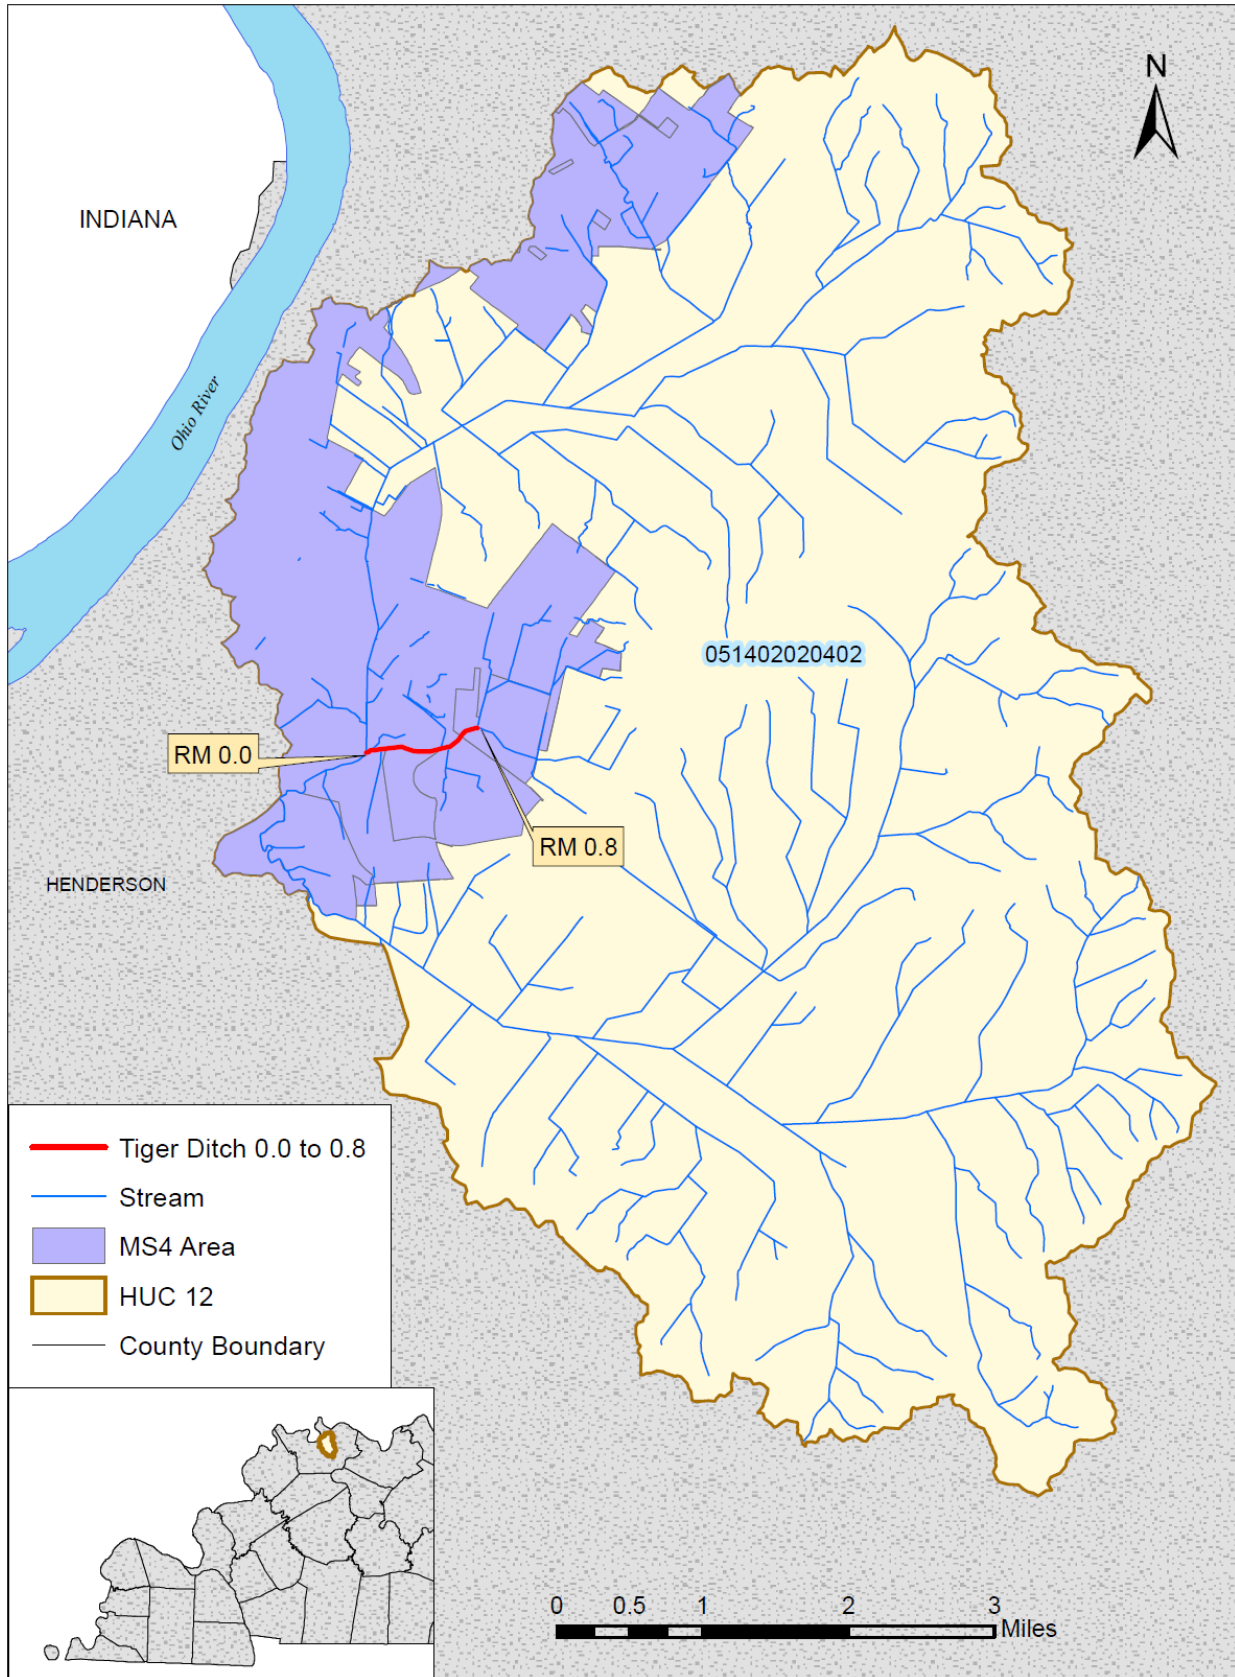 N
INDIANA
Ohio River
051402020402
RM 0.0
RM 0.8
HENDERSON
Tiger Ditch 0.0 to 0.8
Stream
MS4 Area
HUC 12
County Boundary
0 0.5 1 2 3
Miles